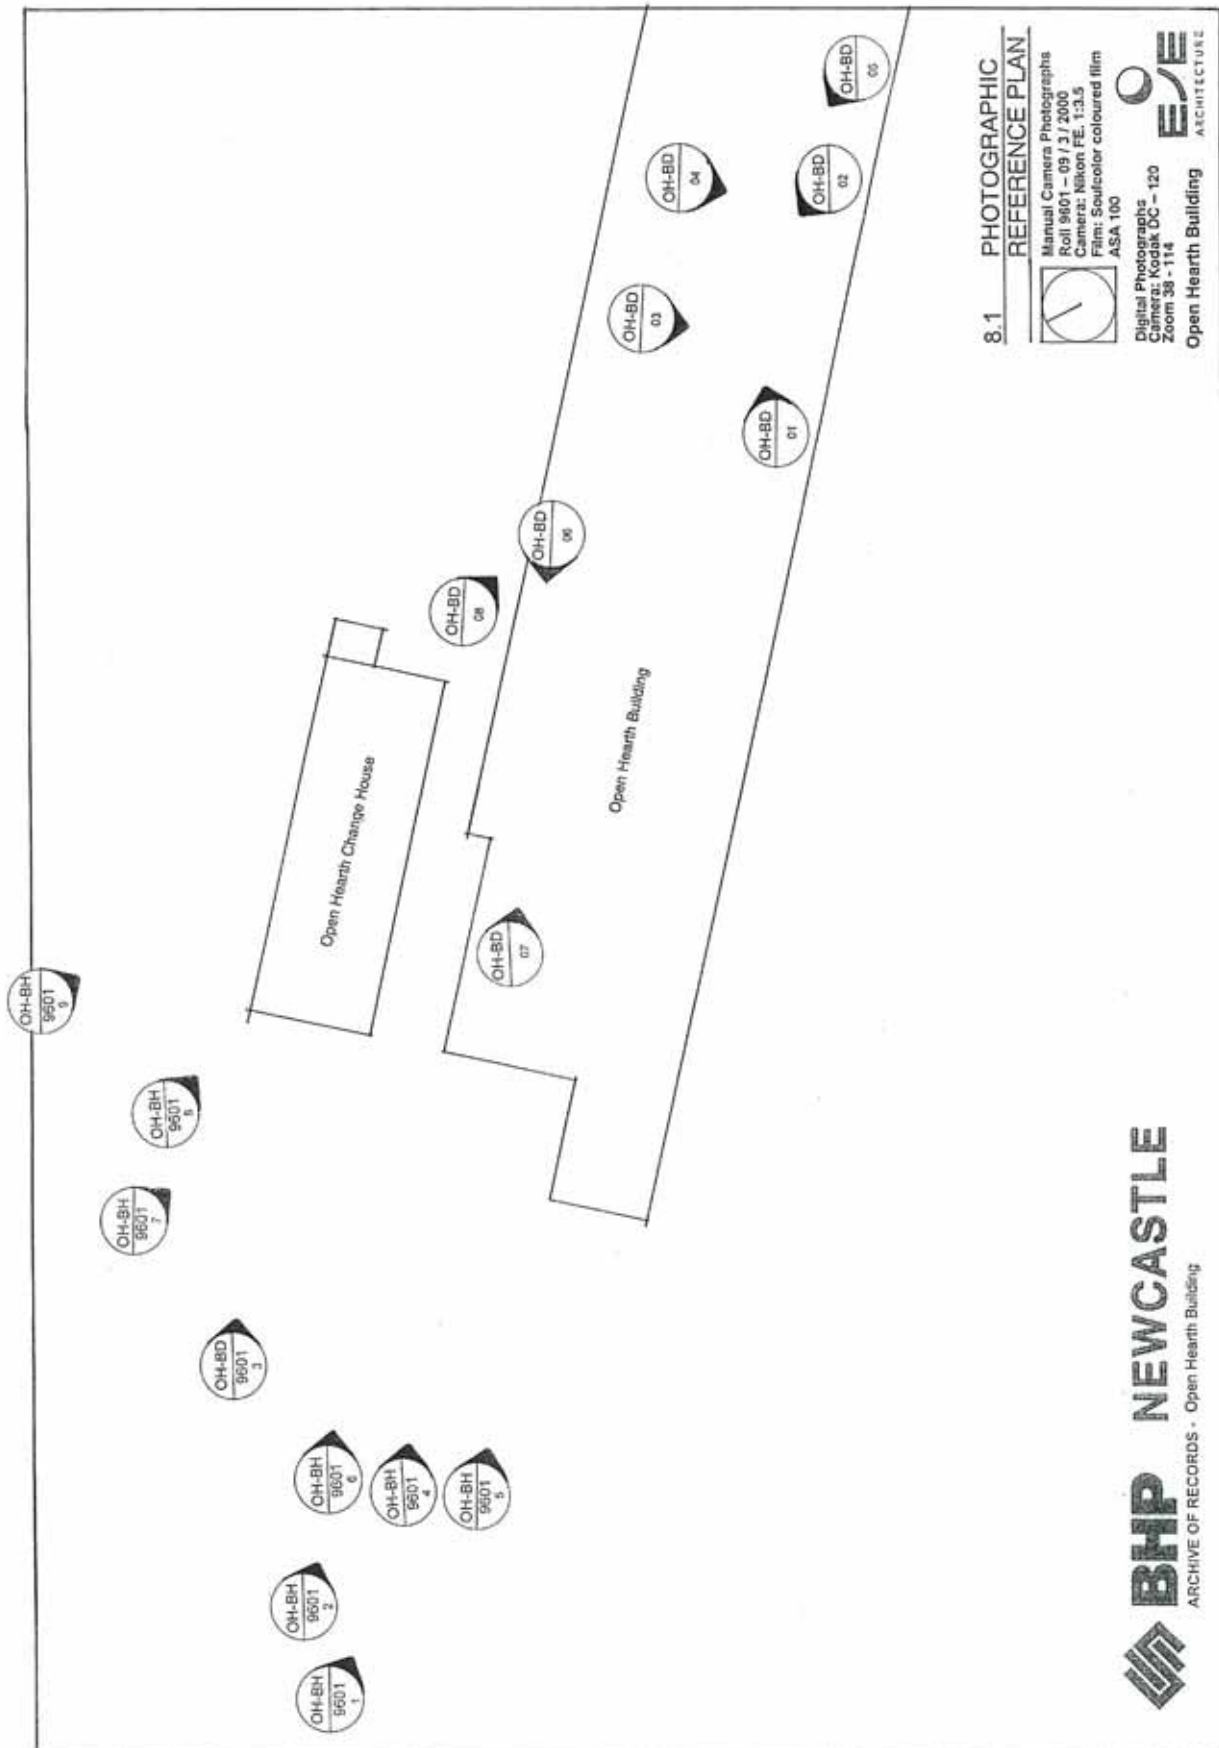 OH-BH
9601
1
OH-BH
9601
2
OH-BH
9601
6
OH-BH
9601
4
OH-BH
9601
5
OH-BD
9601
3
OH-BH
9601
7
OH-BH
9601
8
OH-BH
9601
9
Open Hearth Change House
Open Hearth Building
OH-BD
07
OH-BD
08
OH-BD
06
OH-BD
01
OH-BD
03
OH-BD
04
OH-BD
02
OH-BD
05
BHP NEWCASTLE
ARCHIVE OF RECORDS - Open Hearth Building
8.1 PHOTOGRAPHIC
REFERENCE PLAN
Manual Camera Photographs
Roll 9601 – 09 / 3 / 2000
Camera: Nikon FE. 1:3.5
Film: Soulcolor coloured film
ASA 100
Digital Photographs
Camera: Kodak DC – 120
Zoom 38 - 114
Open Hearth Building
EJE
ARCHITECTURE